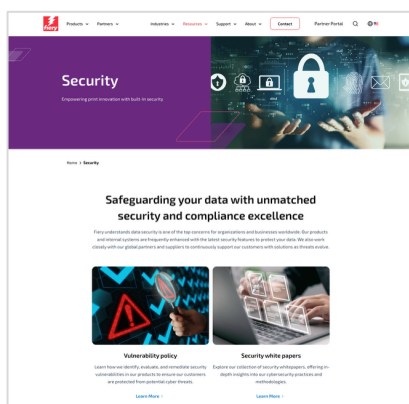 fiery
Products Partners Industries Resources Support About Contact Partner Portal
Security
Empowering print innovation with built-in security
Home > Security
Safeguarding your data with unmatched
security and compliance excellence
Fiery understands data security is one of the top concerns for organizations and businesses worldwide. Our products
and internal systems are frequently enhanced with the latest security features to protect your data. We also work
closely with our global partners and suppliers to continuously support our customers with solutions as threats evolve.
Vulnerability policy
Learn how we identify, evaluate, and remediate security
vulnerabilities in our products to ensure our customers
are protected from potential cyber threats.
Learn More
Security white papers
Explore our collection of security whitepapers, offering in-
depth insights into our cybersecurity practices and
methodologies.
Learn More